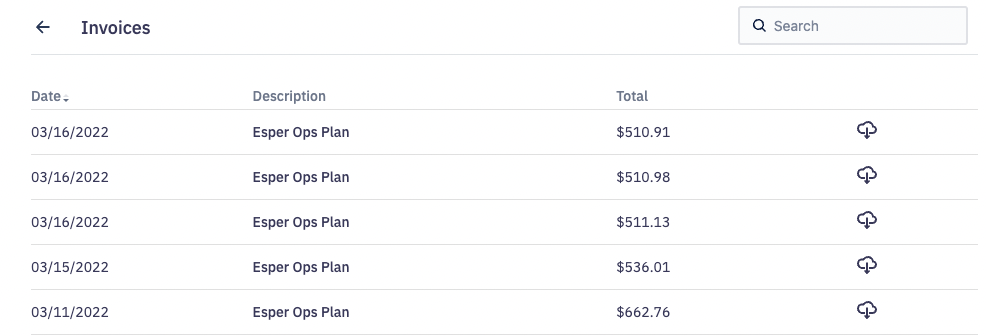 Invoices
Search
Date Description Total
03/16/2022 Esper Ops Plan $510.91
03/16/2022 Esper Ops Plan $510.98
03/16/2022 Esper Ops Plan $511.13
03/15/2022 Esper Ops Plan $536.01
03/11/2022 Esper Ops Plan $662.76